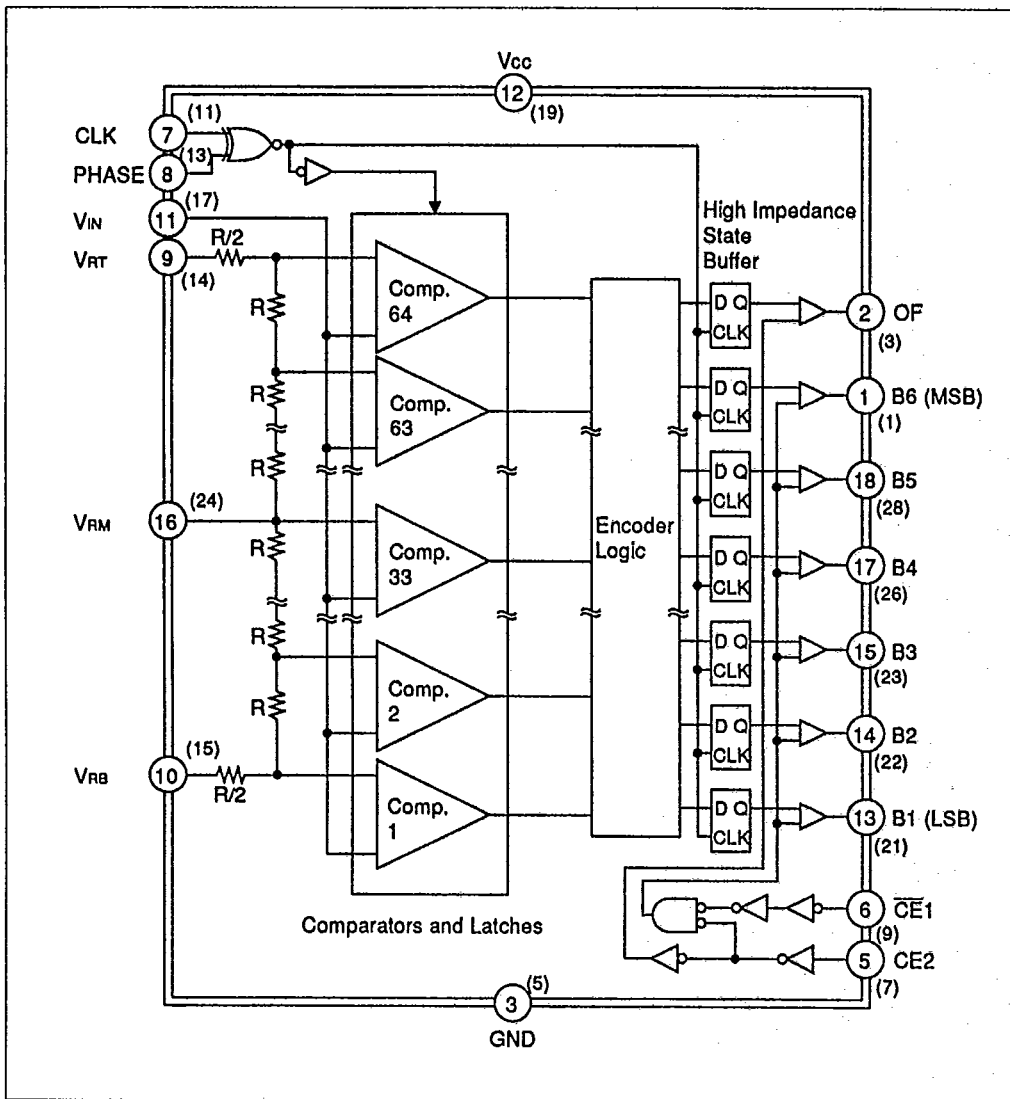 Vcc
12
(19)
CLK
7
(11)
PHASE
8
(13)
VIN
11
(17)
VRT
9
(14)
R/2
R
R
R
VRM
16
(24)
R
R
R
VRB
10
(15)
R/2
Comp.
64
Comp.
63
Comp.
33
Comp.
2
Comp.
1
Comparators and Latches
Encoder
Logic
High Impedance
State
Buffer
D Q
CLK
2
OF
(3)
D Q
CLK
1
B6 (MSB)
(1)
D Q
CLK
18
B5
(28)
D Q
CLK
17
B4
(26)
D Q
CLK
15
B3
(23)
D Q
CLK
14
B2
(22)
D Q
CLK
13
B1 (LSB)
(21)
6
C̅E̅1
(9)
5
CE2
(7)
3
(5)
GND